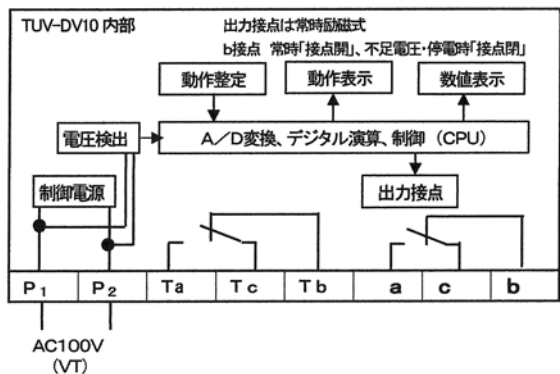 TUV-DV10 内部
出力接点は常時励磁式
b接点 常時「接点開」、不足電圧・停電時「接点閉」
動作整定
動作表示
数値表示
電圧検出
A/D変換、デジタル演算、制御 (CPU)
制御電源
出力接点
P1 P2 Ta Tc Tb a c b
AC100V
(VT)